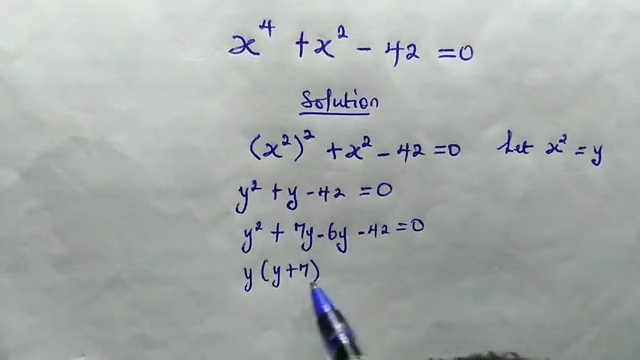 x⁴ + x² - 42 = 0
Solution
(x²)² + x² - 42 = 0 Let x² = y
y² + y - 42 = 0
y² + 7y - 6y - 42 = 0
y(y+7)